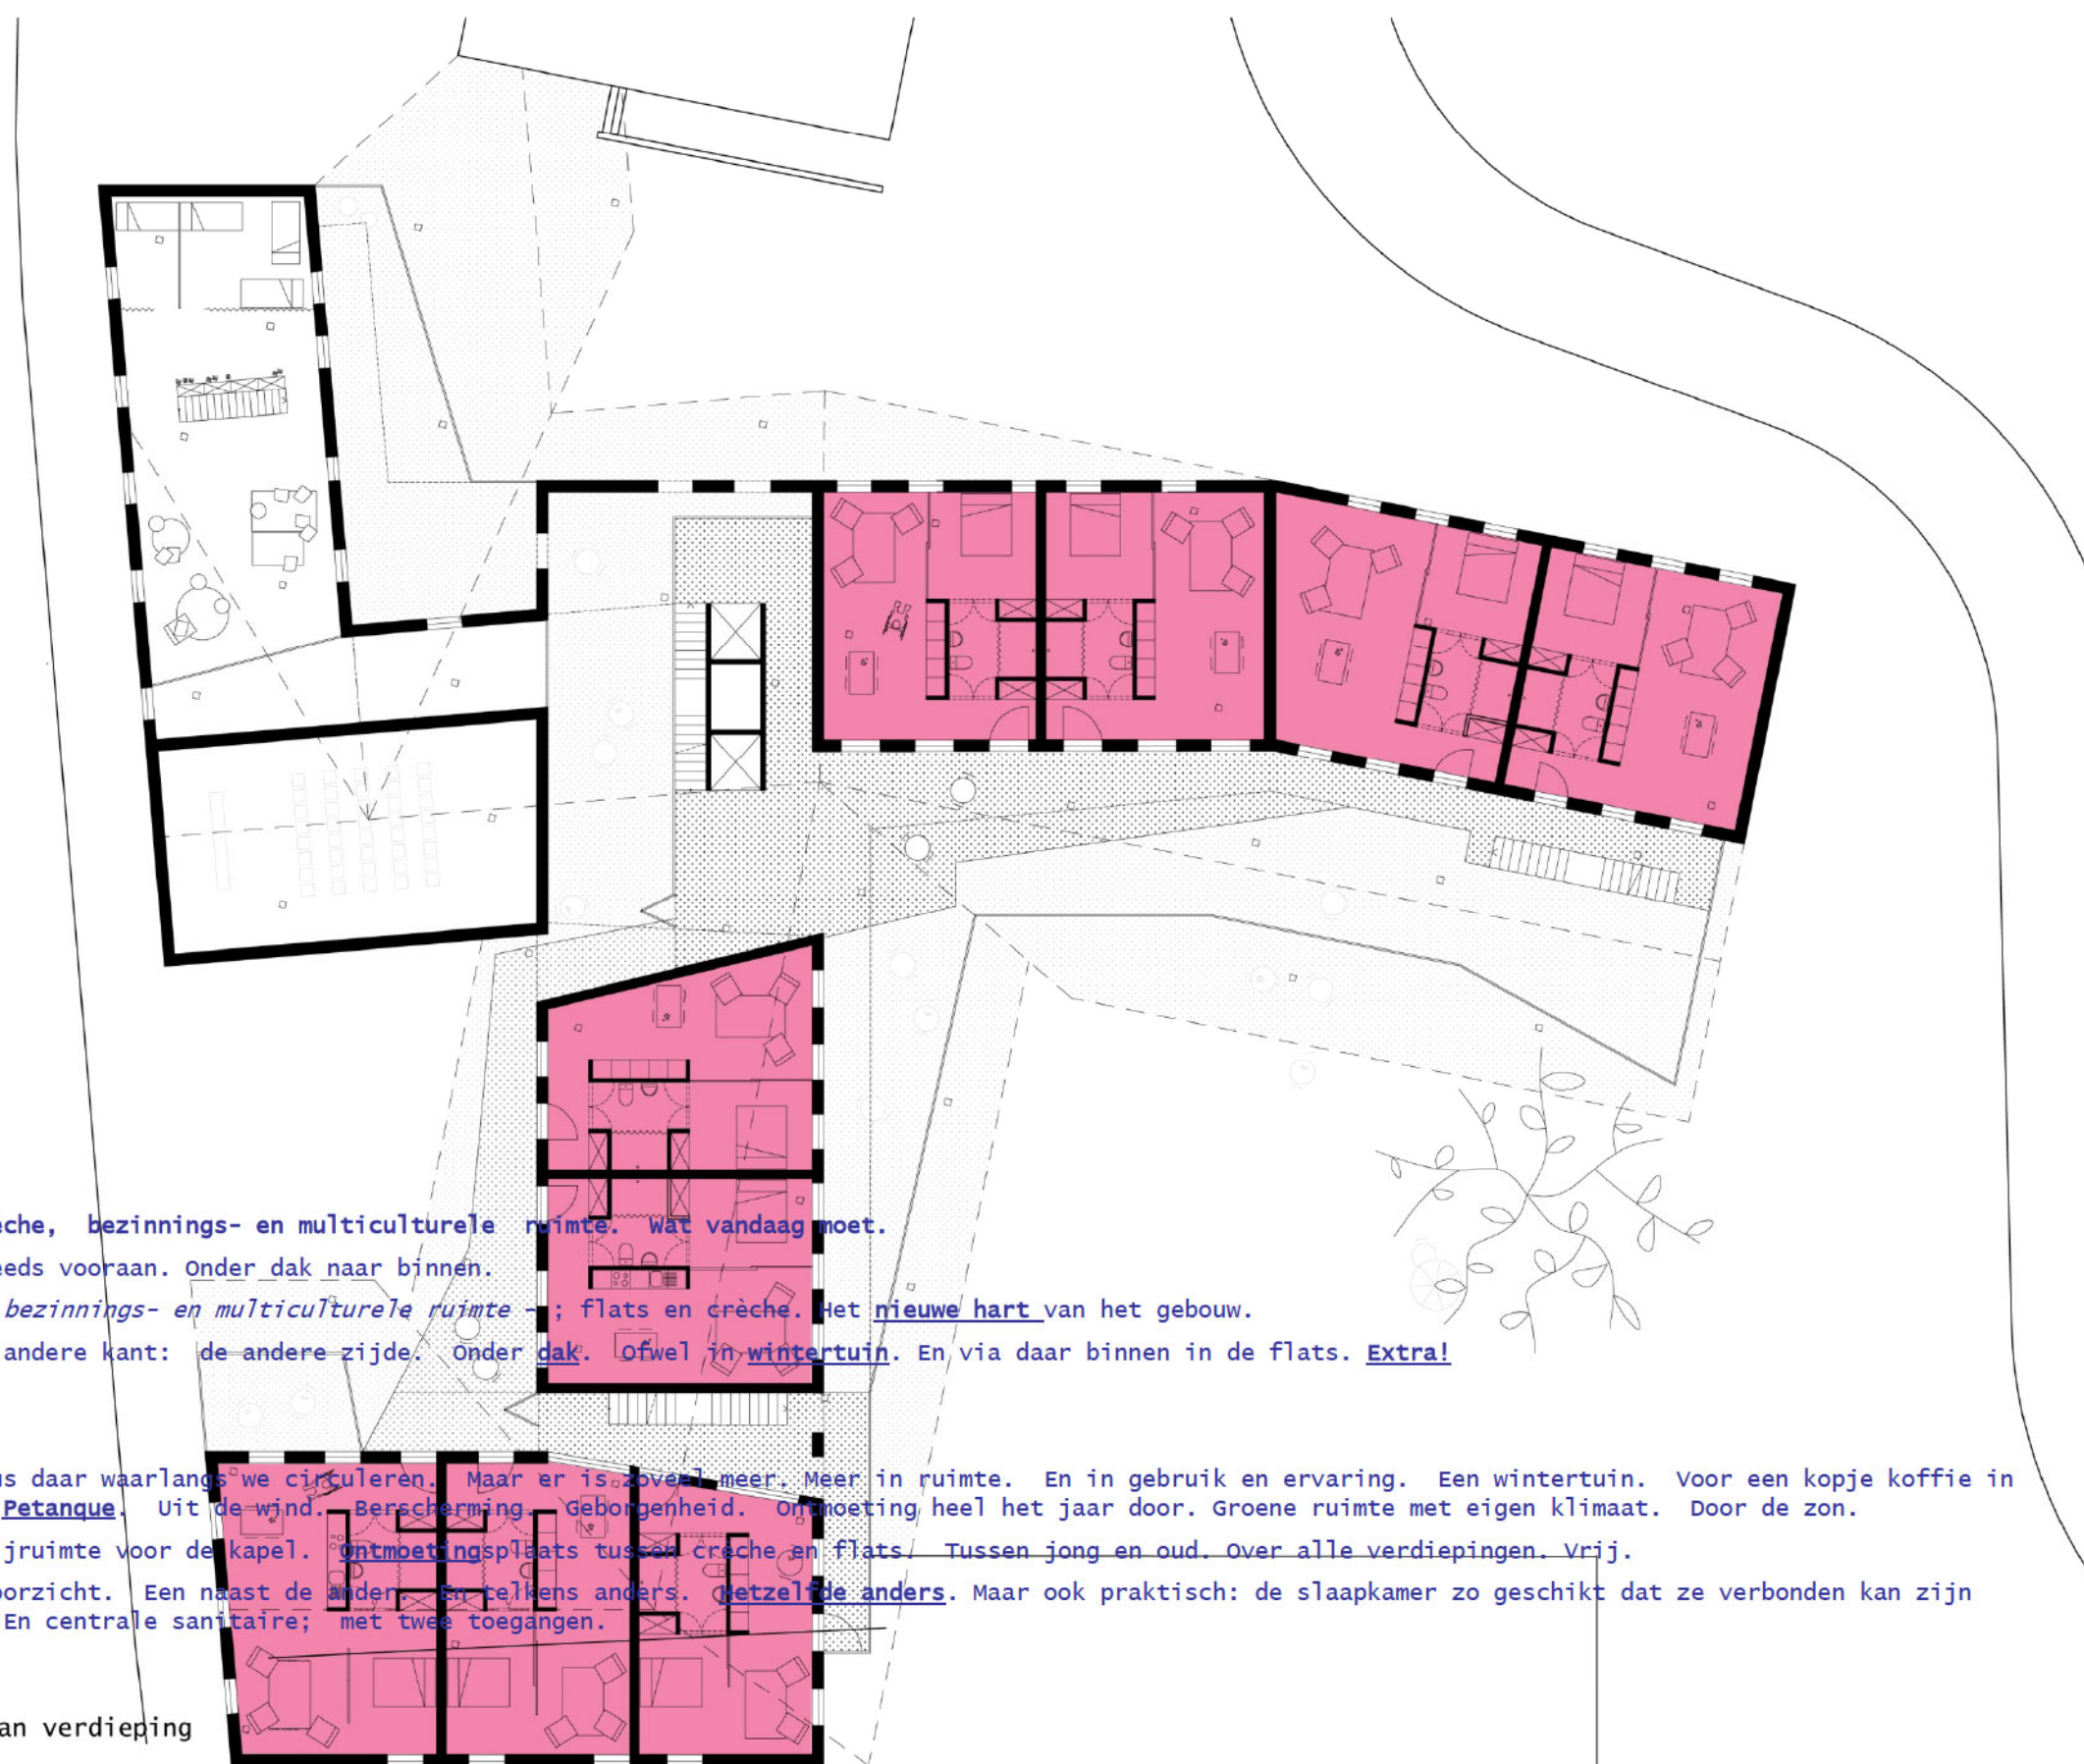 èche, bezinnings- en multiculturele ruimte. Wat vandaag moet.
eeds vooraan. Onder dak naar binnen.
bezinnings- en multiculturele ruimte - ; flats en crèche. Het nieuwe hart van het gebouw.
andere kant: de andere zijde. Onder dak. Ofwel in wintertuin. En via daar binnen in de flats. Extra!
us daar waarlangs we circuleren. Maar er is zoveel meer. Meer in ruimte. En in gebruik en ervaring. Een wintertuin. Voor een kopje koffie in
Petanque. Uit de wind. Berscherming. Geborgenheid. Ontmoeting heel het jaar door. Groene ruimte met eigen klimaat. Door de zon.
jruimte voor de kapel. Ontmoetingsplaats tussen crèche en flats. Tussen jong en oud. Over alle verdiepingen. Vrij.
oorzicht. Een naast de ander. En telkens anders. Hetzelfde anders. Maar ook praktisch: de slaapkamer zo geschikt dat ze verbonden kan zijn
En centrale sanitaire; met twee toegangen.
an verdieping